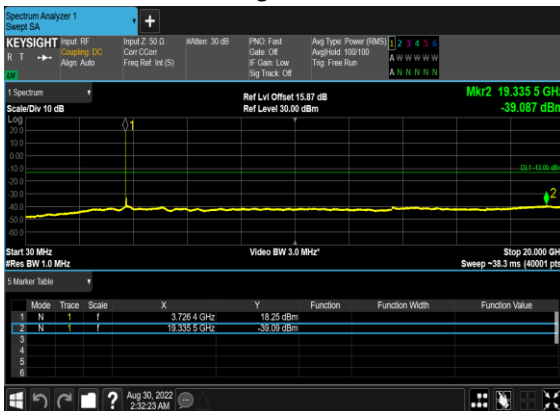 Spectrum Analyzer 1
Swept SA
KEYSIGHT Input: RF Input Z: 50 Ω #Atten: 30 dB PNO: Fast Avg Type: Power (RMS) 1 2 3 4 5 6
R T Coupling: DC Corr CCorr Gate: Off Avg|Hold: 100/100 A W W W W W
Align: Auto Freq Ref: Int (S) IF Gain: Low Trig: Free Run
Sig Track: Off A N N N N N
1 Spectrum Ref Lvl Offset 15.87 dB Mkr2 19.335 5 GHz
Scale/Div 10 dB Ref Level 30.00 dBm -39.087 dBm
Log
20.0
1
10.0
0.00
-10.0
DL1 -13.00 dBm
-20.0
-30.0
2
-40.0
-50.0
-60.0
Start 30 MHz Video BW 3.0 MHz* Stop 20.000 GHz
#Res BW 1.0 MHz Sweep ~38.3 ms (40001 pts)
5 Marker Table
Mode Trace Scale X Y Function Function Width Function Value
1 N 1 f 3.726 4 GHz 18.25 dBm
2 N 1 f 19.335 5 GHz -39.09 dBm
3
4
5
6
? Aug 30, 2022
2:32:23 AM